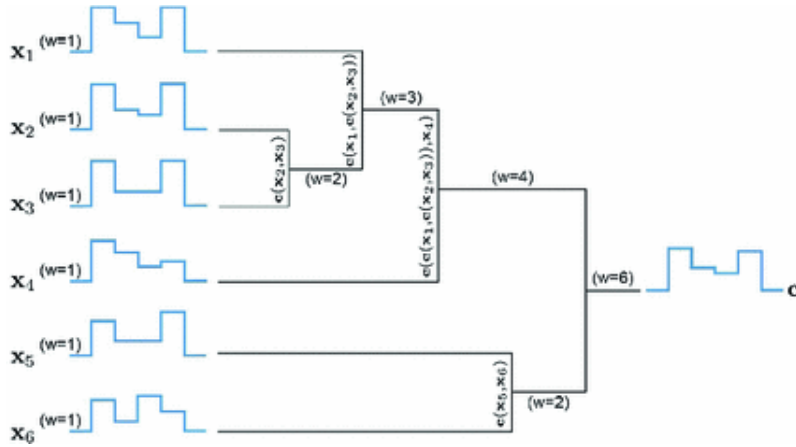 x1 (w=1)
x2 (w=1)
x3 (w=1)
x4 (w=1)
x5 (w=1)
x6 (w=1)
c(x2,x3)
(w=2)
c(x1,c(x2,x3))
(w=3)
c(c(x1,c(x2,x3)),x4)
(w=4)
c(x5,x6)
(w=2)
(w=6)
c